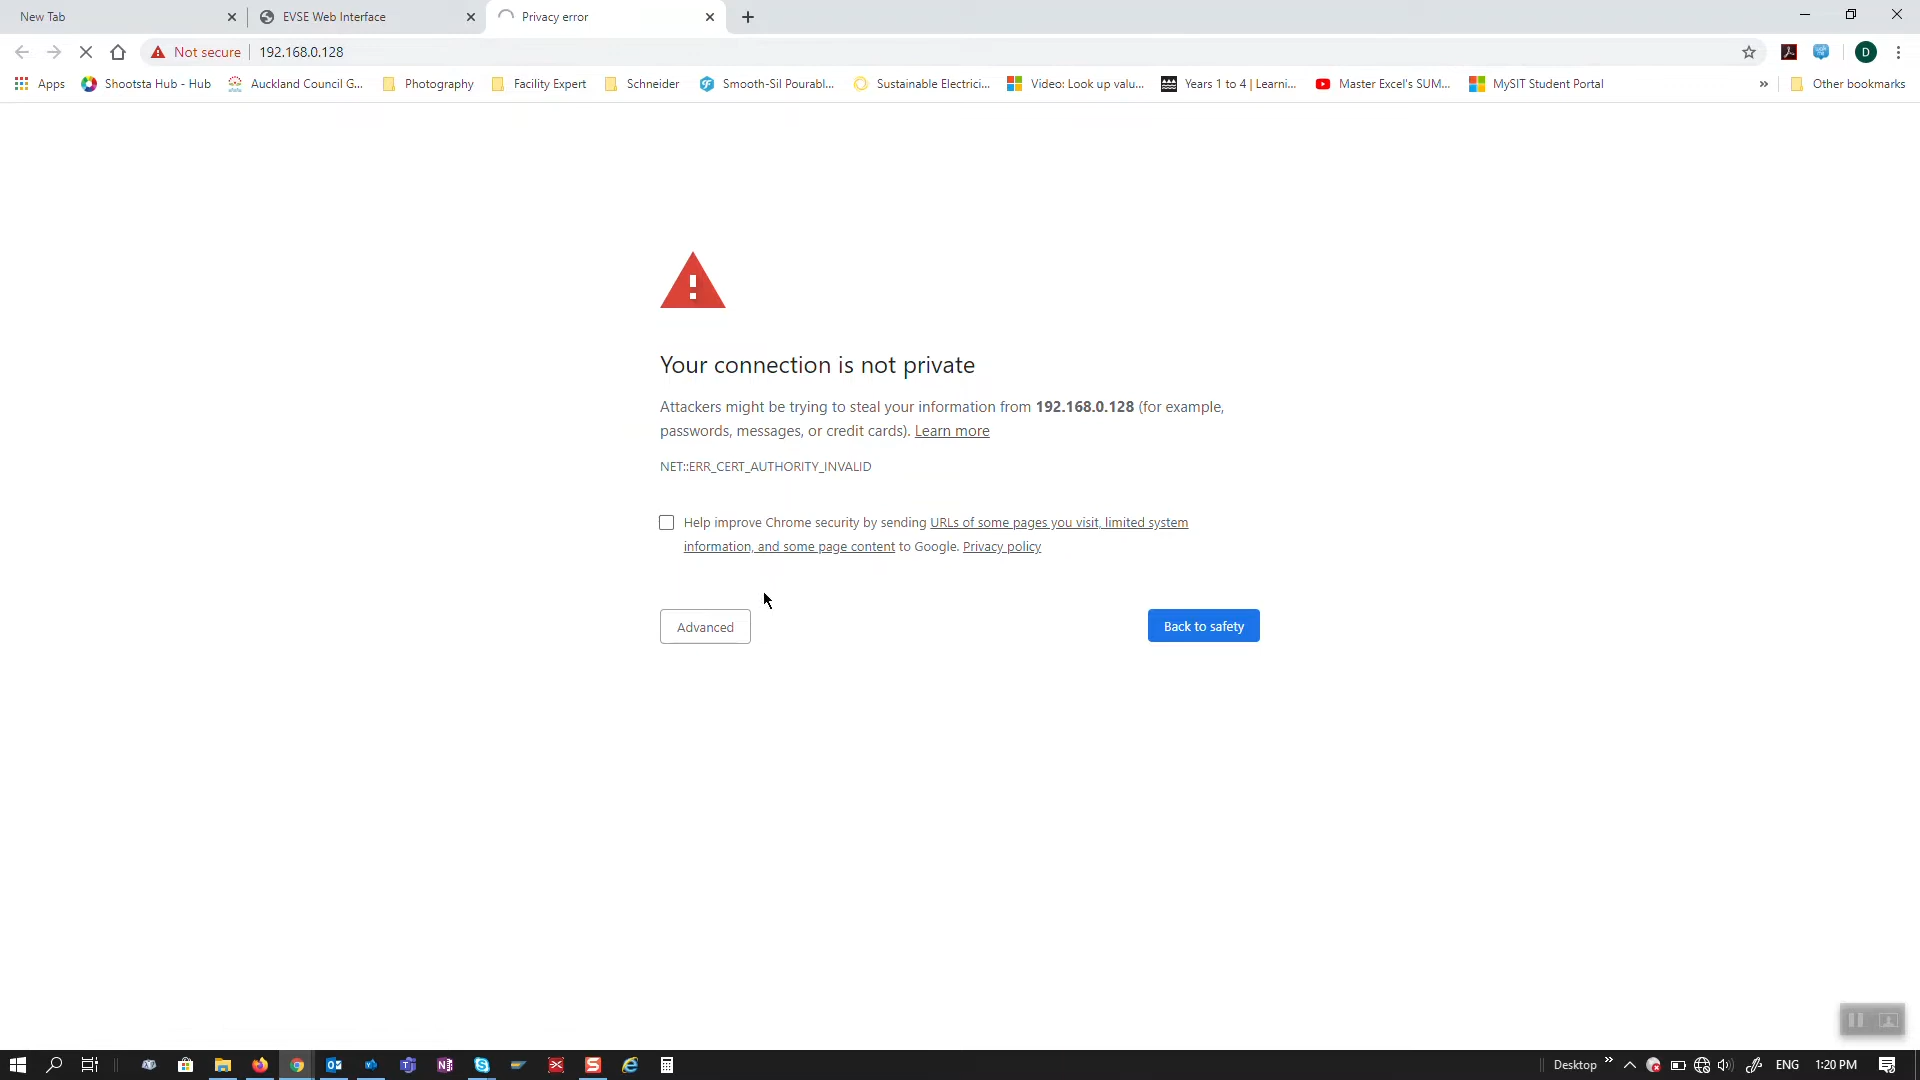 New Tab
EVSE Web Interface
Privacy error
Not secure
192.168.0.128
Apps
Shootsta Hub - Hub
Auckland Council G...
Photography
Facility Expert
Schneider
Smooth-Sil Pourabl...
Sustainable Electrici...
Video: Look up valu...
Years 1 to 4 | Learni...
Master Excel's SUM...
MySIT Student Portal
»
Other bookmarks
D
Your connection is not private
Attackers might be trying to steal your information from 192.168.0.128 (for example,
passwords, messages, or credit cards). Learn more
NET::ERR_CERT_AUTHORITY_INVALID
Help improve Chrome security by sending URLs of some pages you visit, limited system
information, and some page content to Google. Privacy policy
Advanced
Back to safety
Desktop
»
ENG
1:20 PM